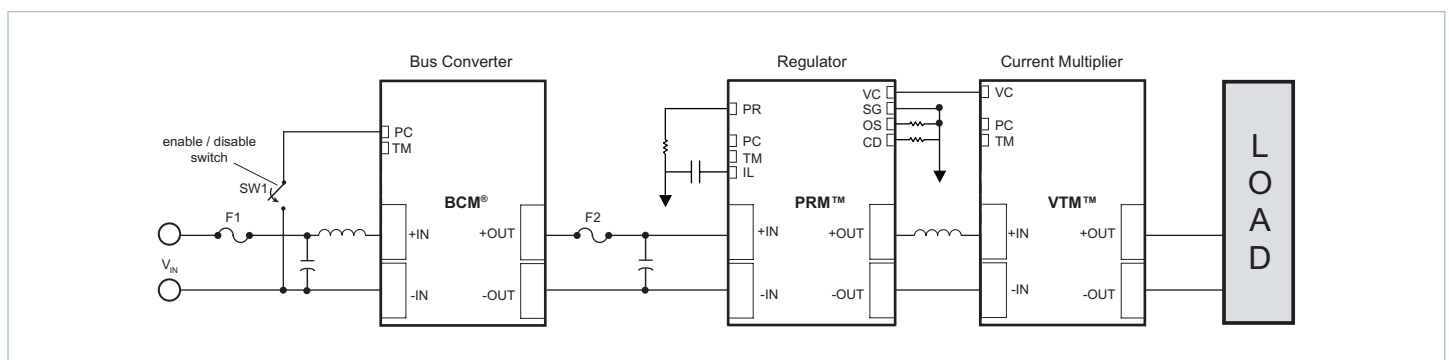 Bus Converter
Regulator
Current Multiplier
enable / disable
switch
SW1
F1
VIN
PC
TM
BCM®
+IN
-IN
+OUT
-OUT
F2
PR
PC
TM
IL
VC
SG
OS
CD
PRM™
+IN
-IN
+OUT
-OUT
VC
PC
TM
VTM™
+IN
-IN
+OUT
-OUT
LOAD